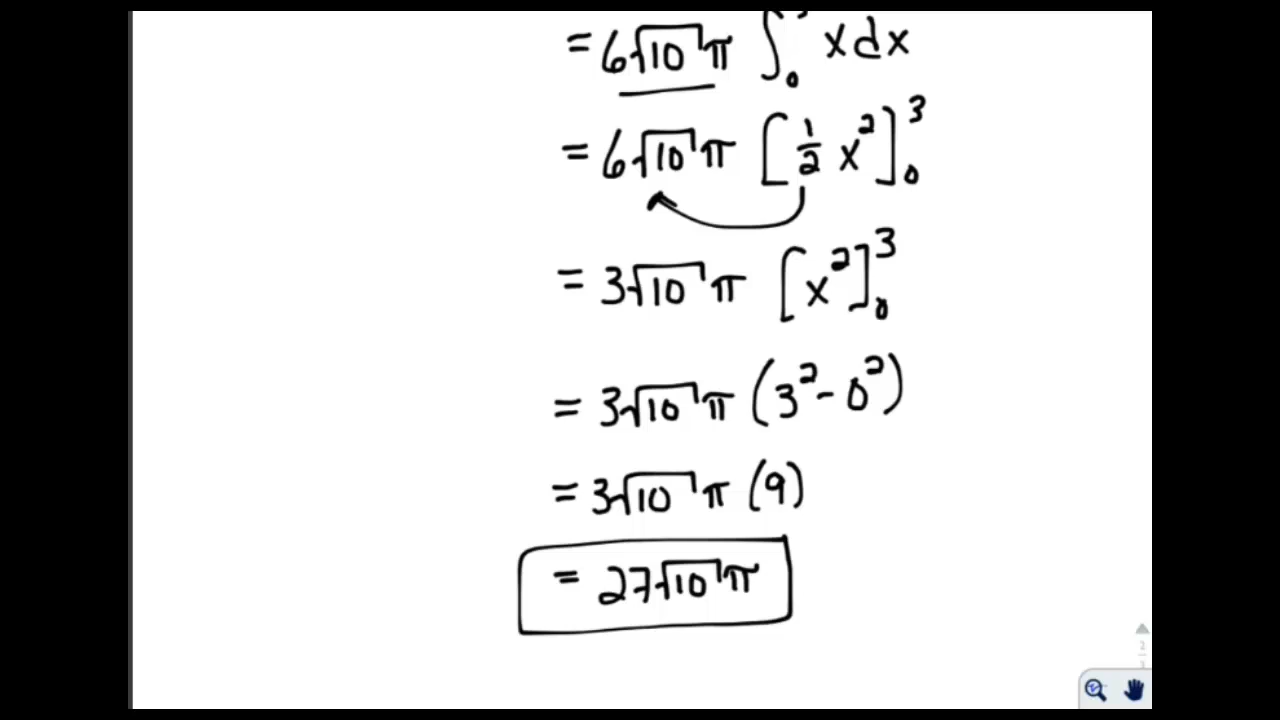 = 6√10 π ∫₀³ x dx
= 6√10 π [½ x²]₀³
= 3√10 π [x²]₀³
= 3√10 π (3² - 0²)
= 3√10 π (9)
= 27√10 π